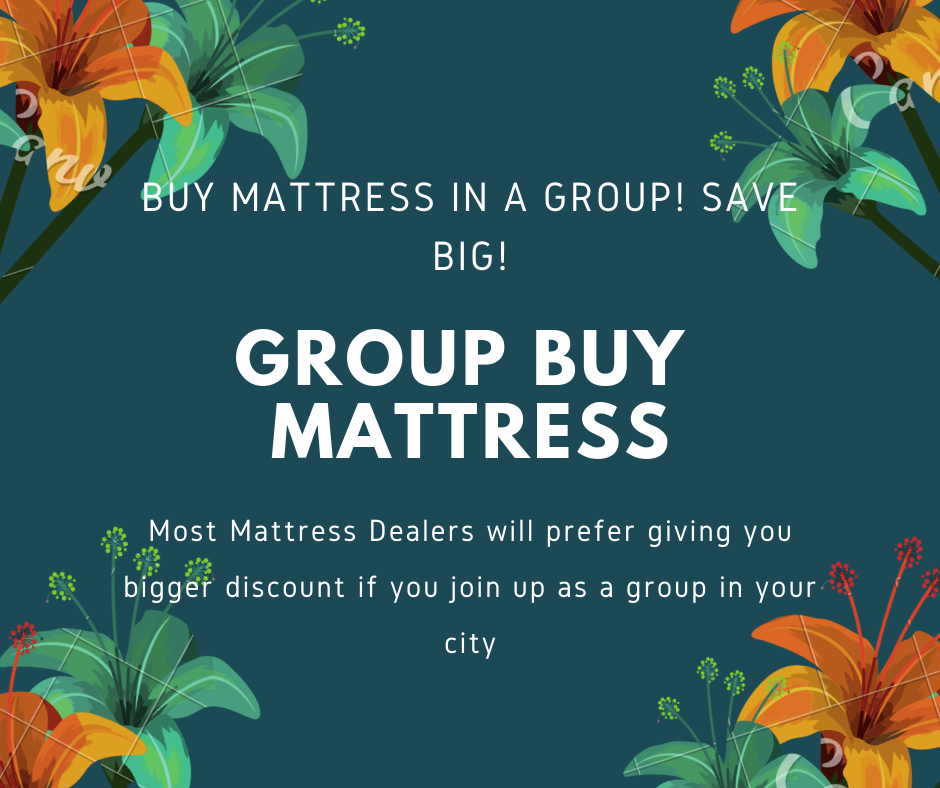 BUY MATTRESS IN A GROUP! SAVE
BIG!
GROUP BUY
MATTRESS
Most Mattress Dealers will prefer giving you
bigger discount if you join up as a group in your
city